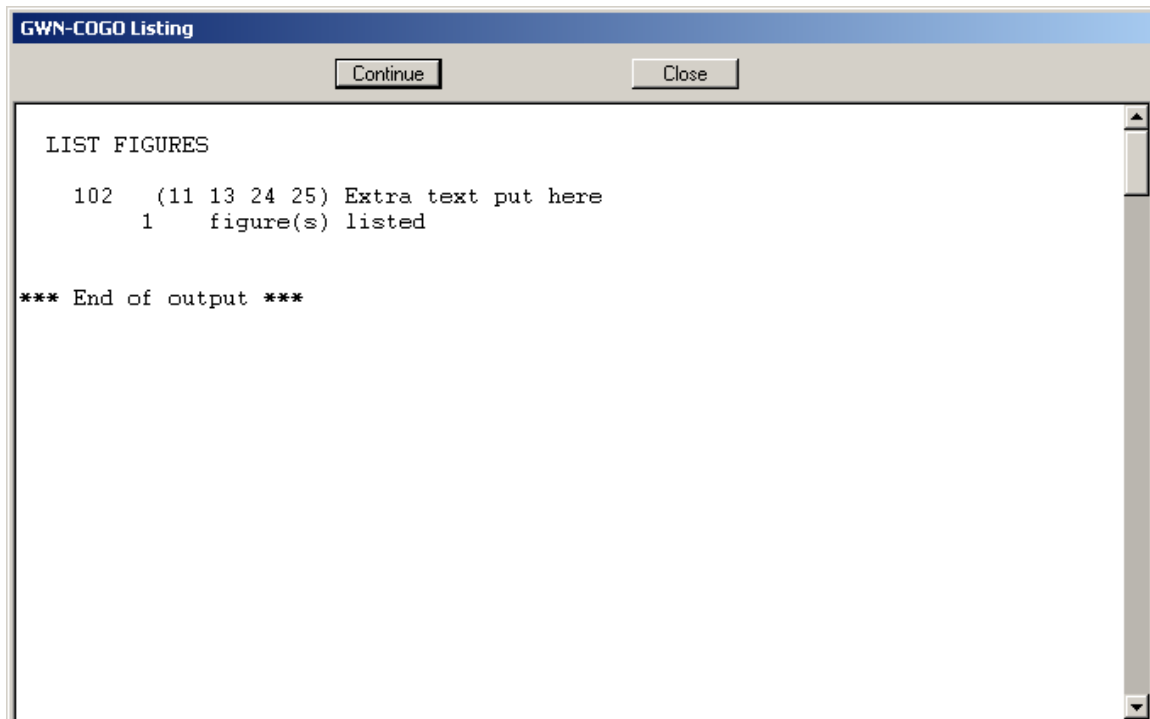 GWN-COGO Listing
Continue Close
LIST FIGURES
102 (11 13 24 25) Extra text put here
1 figure(s) listed
*** End of output ***